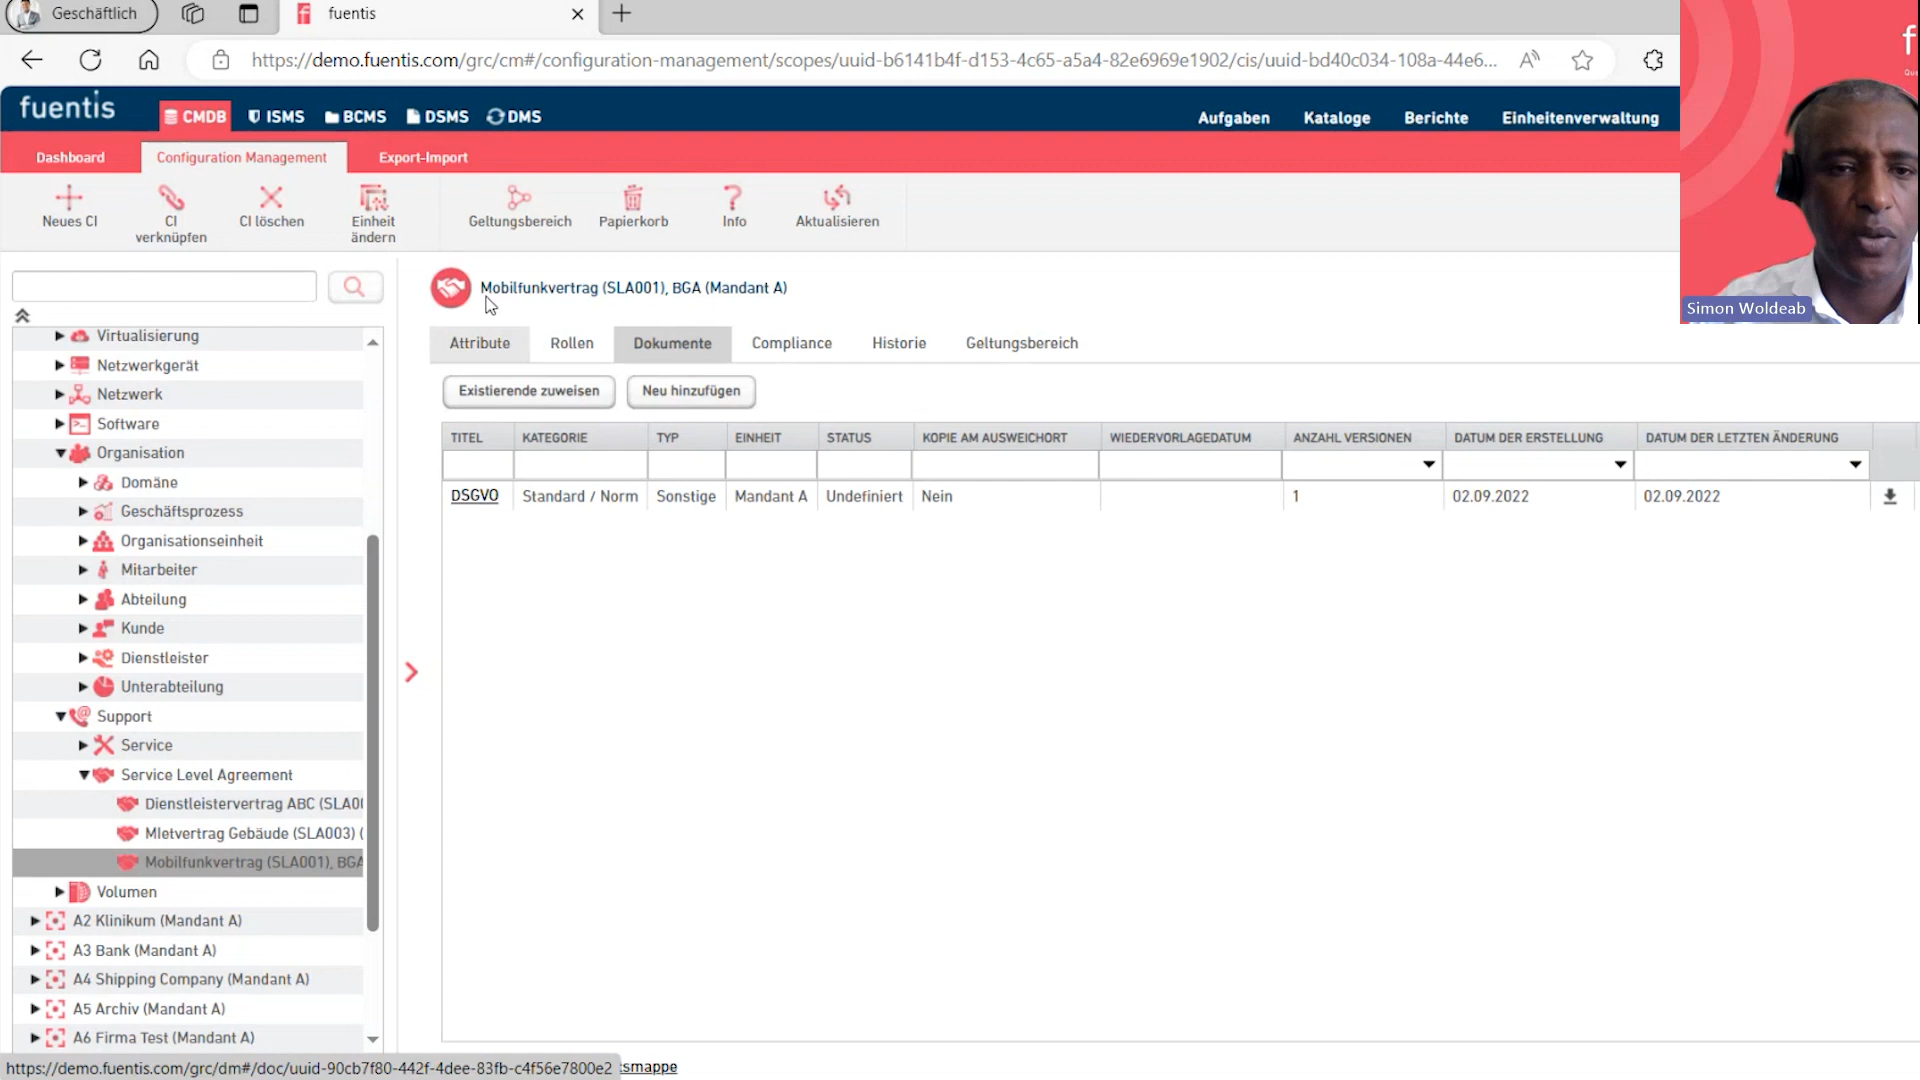 Geschäftlich
fuentis
https://demo.fuentis.com/grc/cm#/configuration-management/scopes/uuid-b6141b4f-d153-4c65-a5a4-82e6969e1902/cis/uuid-bd40c034-108a-44e6...
fuentis CMDB ISMS BCMS DSMS DMS Aufgaben Kataloge Berichte Einheitenverwaltung
Dashboard Configuration Management Export-Import
Neues CI CI verknüpfen CI löschen Einheit ändern Geltungsbereich Papierkorb Info Aktualisieren
Simon Woldeab
Mobilfunkvertrag (SLA001), BGA (Mandant A)
Attribute Rollen Dokumente Compliance Historie Geltungsbereich
Existierende zuweisen Neu hinzufügen
TITEL KATEGORIE TYP EINHEIT STATUS KOPIE AM AUSWEICHORT WIEDERVORLAGEDATUM ANZAHL VERSIONEN DATUM DER ERSTELLUNG DATUM DER LETZTEN ÄNDERUNG
DSGVO Standard / Norm Sonstige Mandant A Undefiniert Nein 1 02.09.2022 02.09.2022
Virtualisierung
Netzwerkgerät
Netzwerk
Software
Organisation
Domäne
Geschäftsprozess
Organisationseinheit
Mitarbeiter
Abteilung
Kunde
Dienstleister
Unterabteilung
Support
Service
Service Level Agreement
Dienstleistervertrag ABC (SLA00
MIetvertrag Gebäude (SLA003) (
Mobilfunkvertrag (SLA001), BGA
Volumen
A2 Klinikum (Mandant A)
A3 Bank (Mandant A)
A4 Shipping Company (Mandant A)
A5 Archiv (Mandant A)
A6 Firma Test (Mandant A)
https://demo.fuentis.com/grc/dm#/doc/uuid-90cb7f80-442f-4dee-83fb-c4f56e7800e2 tsmappe